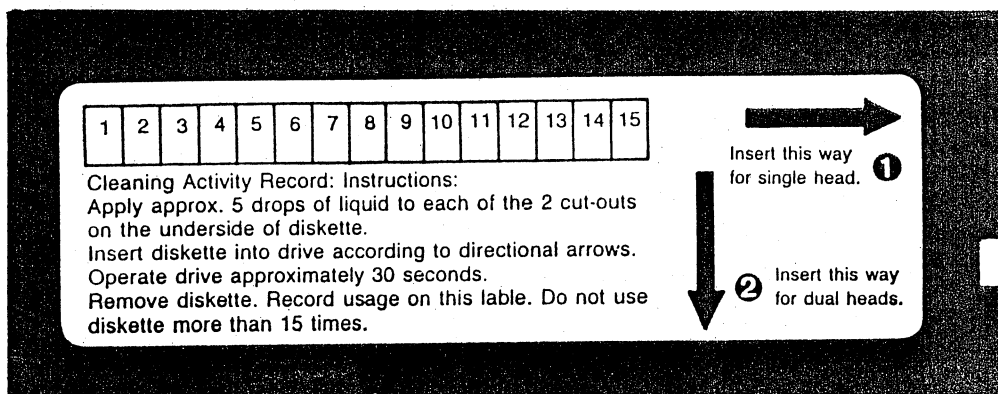 1 2 3 4 5 6 7 8 9 10 11 12 13 14 15
Cleaning Activity Record: Instructions:
Apply approx. 5 drops of liquid to each of the 2 cut-outs
on the underside of diskette.
Insert diskette into drive according to directional arrows.
Operate drive approximately 30 seconds.
Remove diskette. Record usage on this lable. Do not use
diskette more than 15 times.
Insert this way
for single head. 1
2 Insert this way
for dual heads.